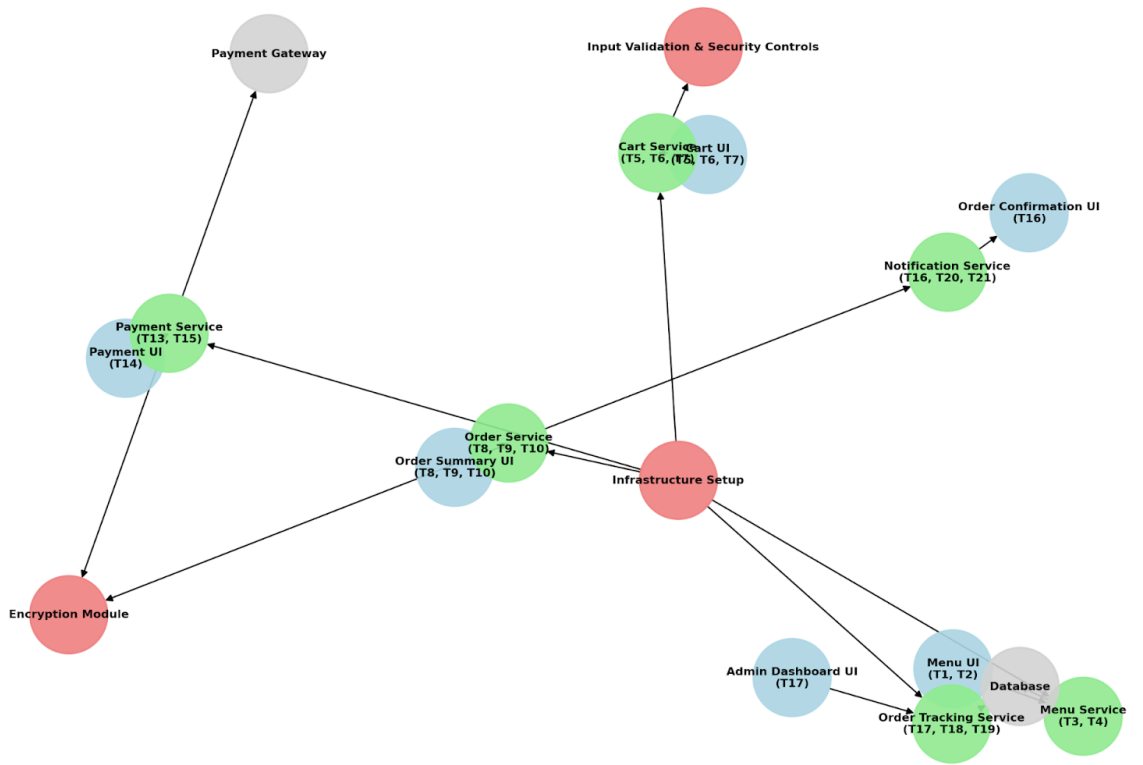 Payment Gateway
Input Validation & Security Controls
Cart Service
(T5, T6, T7)
Cart UI
(T5, T6, T7)
Order Confirmation UI
(T16)
Notification Service
(T16, T20, T21)
Payment Service
(T13, T15)
Payment UI
(T14)
Order Service
(T8, T9, T10)
Order Summary UI
(T8, T9, T10)
Infrastructure Setup
Encryption Module
Admin Dashboard UI
(T17)
Menu UI
(T1, T2)
Database
Menu Service
(T3, T4)
Order Tracking Service
(T17, T18, T19)